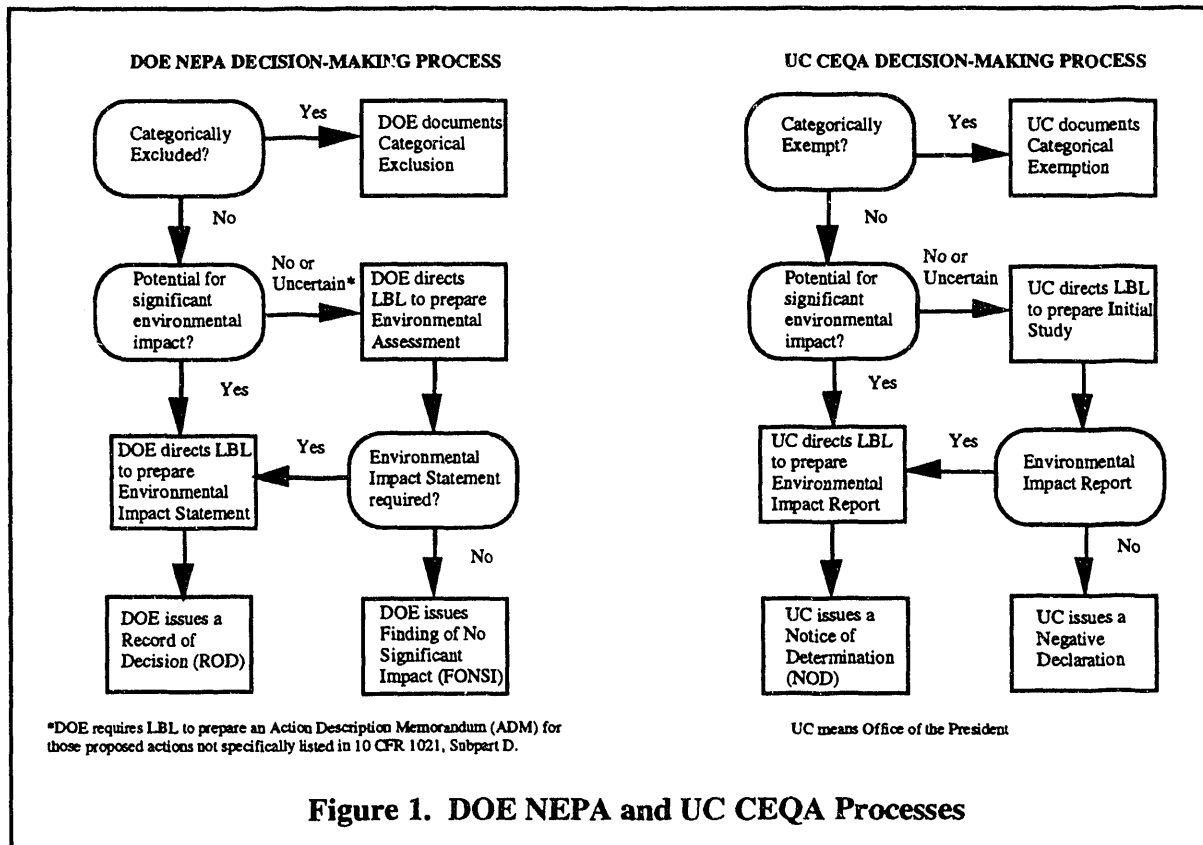 DOE NEPA DECISION-MAKING PROCESS
Yes
Categorically
Excluded?
DOE documents
Categorical
Exclusion
No
Potential for
significant
environmental
impact?
No or
Uncertain*
DOE directs
LBL to prepare
Environmental
Assessment
Yes
DOE directs LBL
to prepare
Environmental
Impact Statement
Yes
Environmental
Impact Statement
required?
No
DOE issues a
Record of
Decision (ROD)
DOE issues
Finding of No
Significant
Impact (FONSI)
*DOE requires LBL to prepare an Action Description Memorandum (ADM) for
those proposed actions not specifically listed in 10 CFR 1021, Subpart D.
UC CEQA DECISION-MAKING PROCESS
Categorically
Exempt?
Yes
UC documents
Categorical
Exemption
No
Potential for
significant
environmental
impact?
No or
Uncertain
UC directs LBL
to prepare Initial
Study
Yes
UC directs LBL
to prepare
Environmental
Impact Report
Yes
Environmental
Impact Report
No
UC issues a
Notice of
Determination
(NOD)
UC issues a
Negative
Declaration
UC means Office of the President
Figure 1. DOE NEPA and UC CEQA Processes